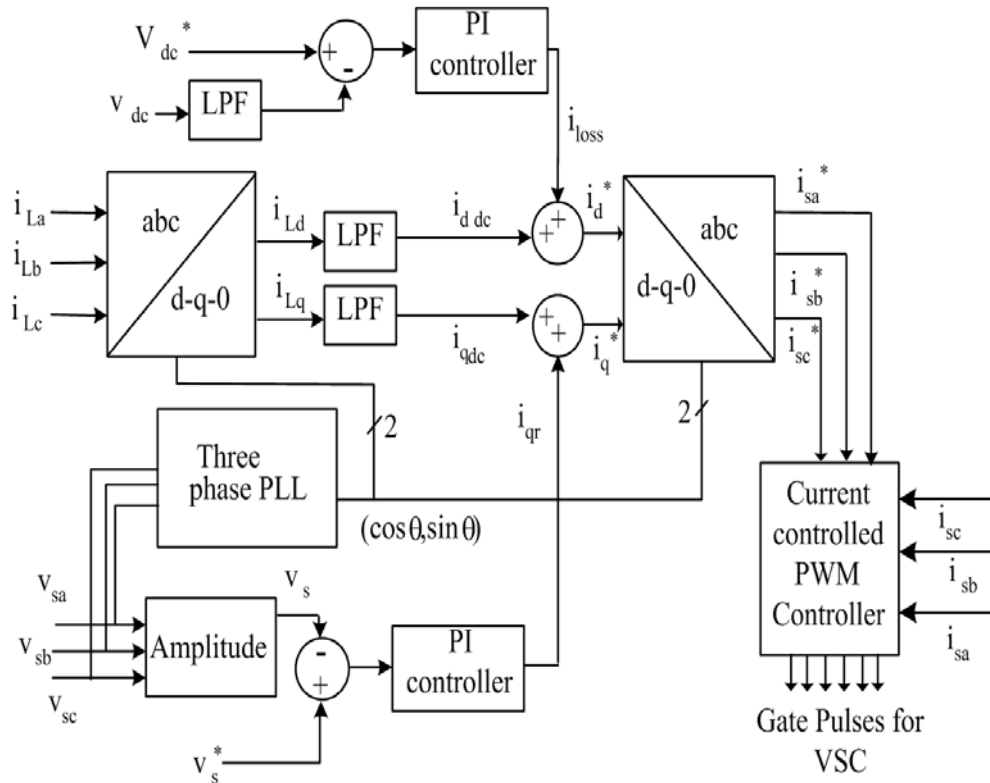 V dc *
+
-
PI
controller
v dc
LPF
i loss
i La
i Lb
i Lc
abc
d-q-0
i Ld
LPF
i d dc
+
+
i d *
i Lq
LPF
i qdc
+
+
i q *
abc
d-q-0
i sa *
i sb *
i sc *
2
2
i qr
Three
phase PLL
(cosθ,sinθ)
v sa
v sb
v sc
Amplitude
v s
-
+
v s *
PI
controller
Current
controlled
PWM
Controller
i sc
i sb
i sa
Gate Pulses for
VSC